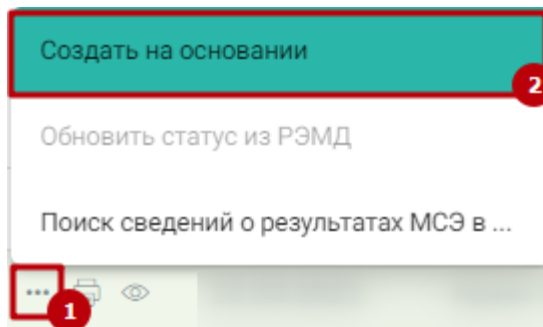 Создать на основании
2
Обновить статус из РЭМД
Поиск сведений о результатах МСЭ в ...
...
1